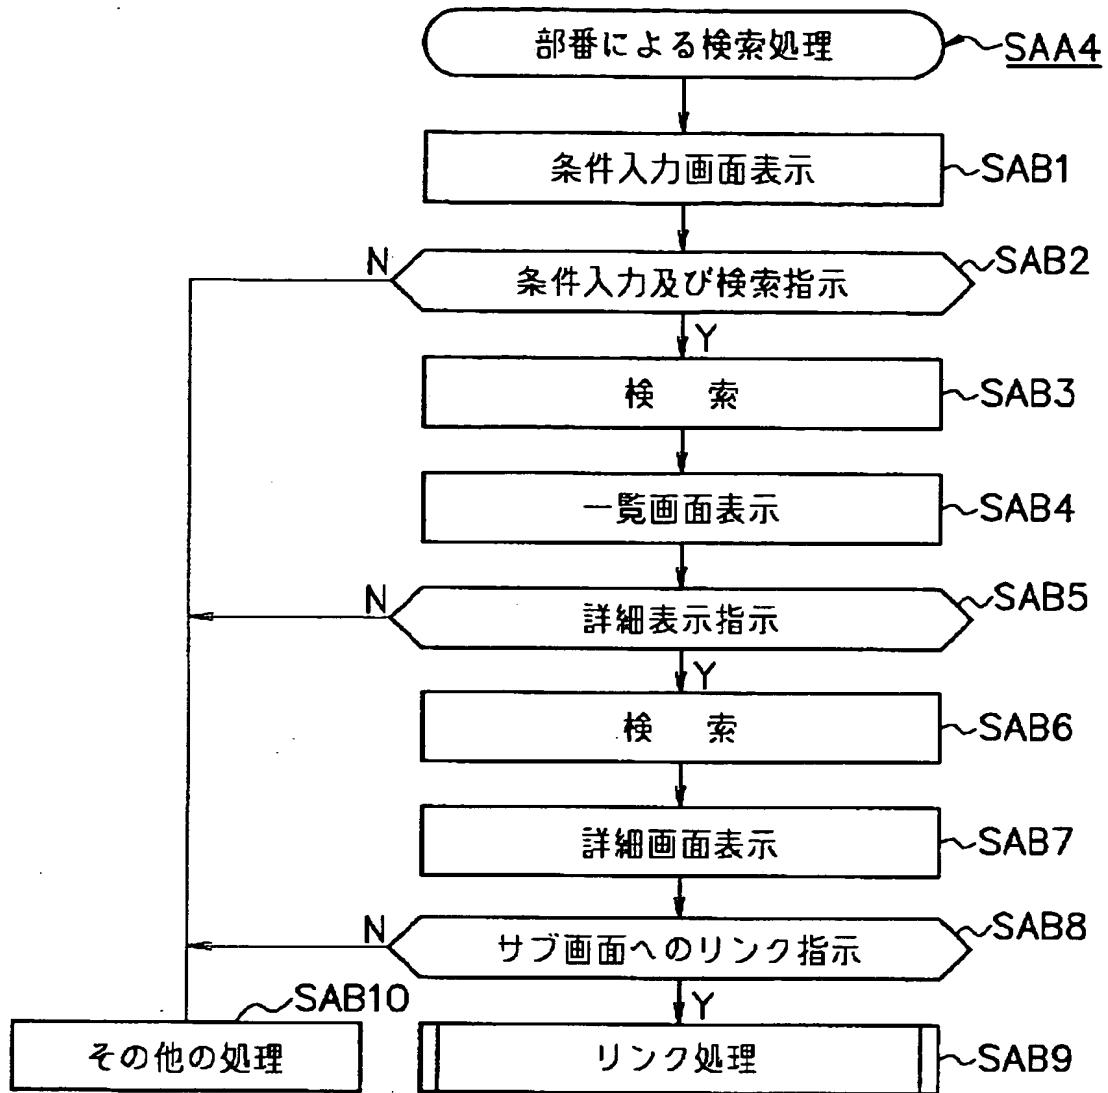 部番による検索処理
SAA4
条件入力画面表示
SAB1
N
条件入力及び検索指示
SAB2
Y
検 索
SAB3
一覧画面表示
SAB4
N
詳細表示指示
SAB5
Y
検 索
SAB6
詳細画面表示
SAB7
N
サブ画面へのリンク指示
SAB8
Y
SAB10
その他の処理
リンク処理
SAB9